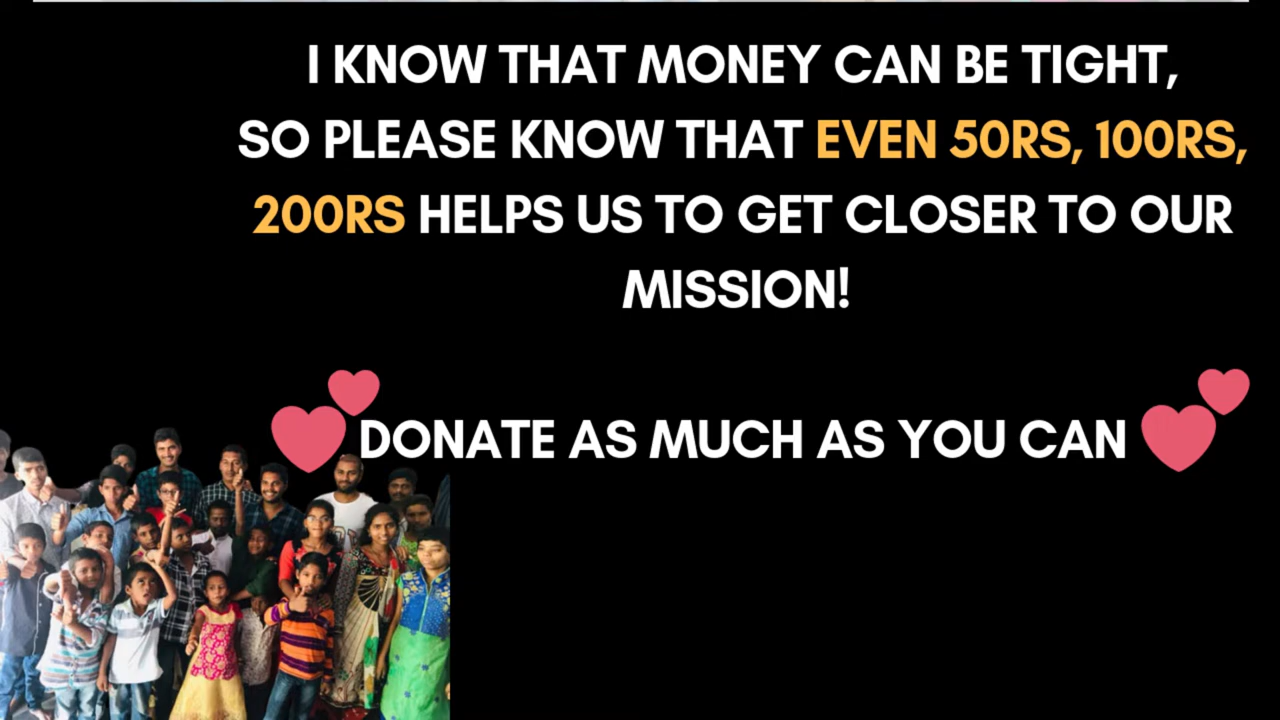 I KNOW THAT MONEY CAN BE TIGHT,
SO PLEASE KNOW THAT EVEN 50RS, 100RS,
200RS HELPS US TO GET CLOSER TO OUR
MISSION!
DONATE AS MUCH AS YOU CAN